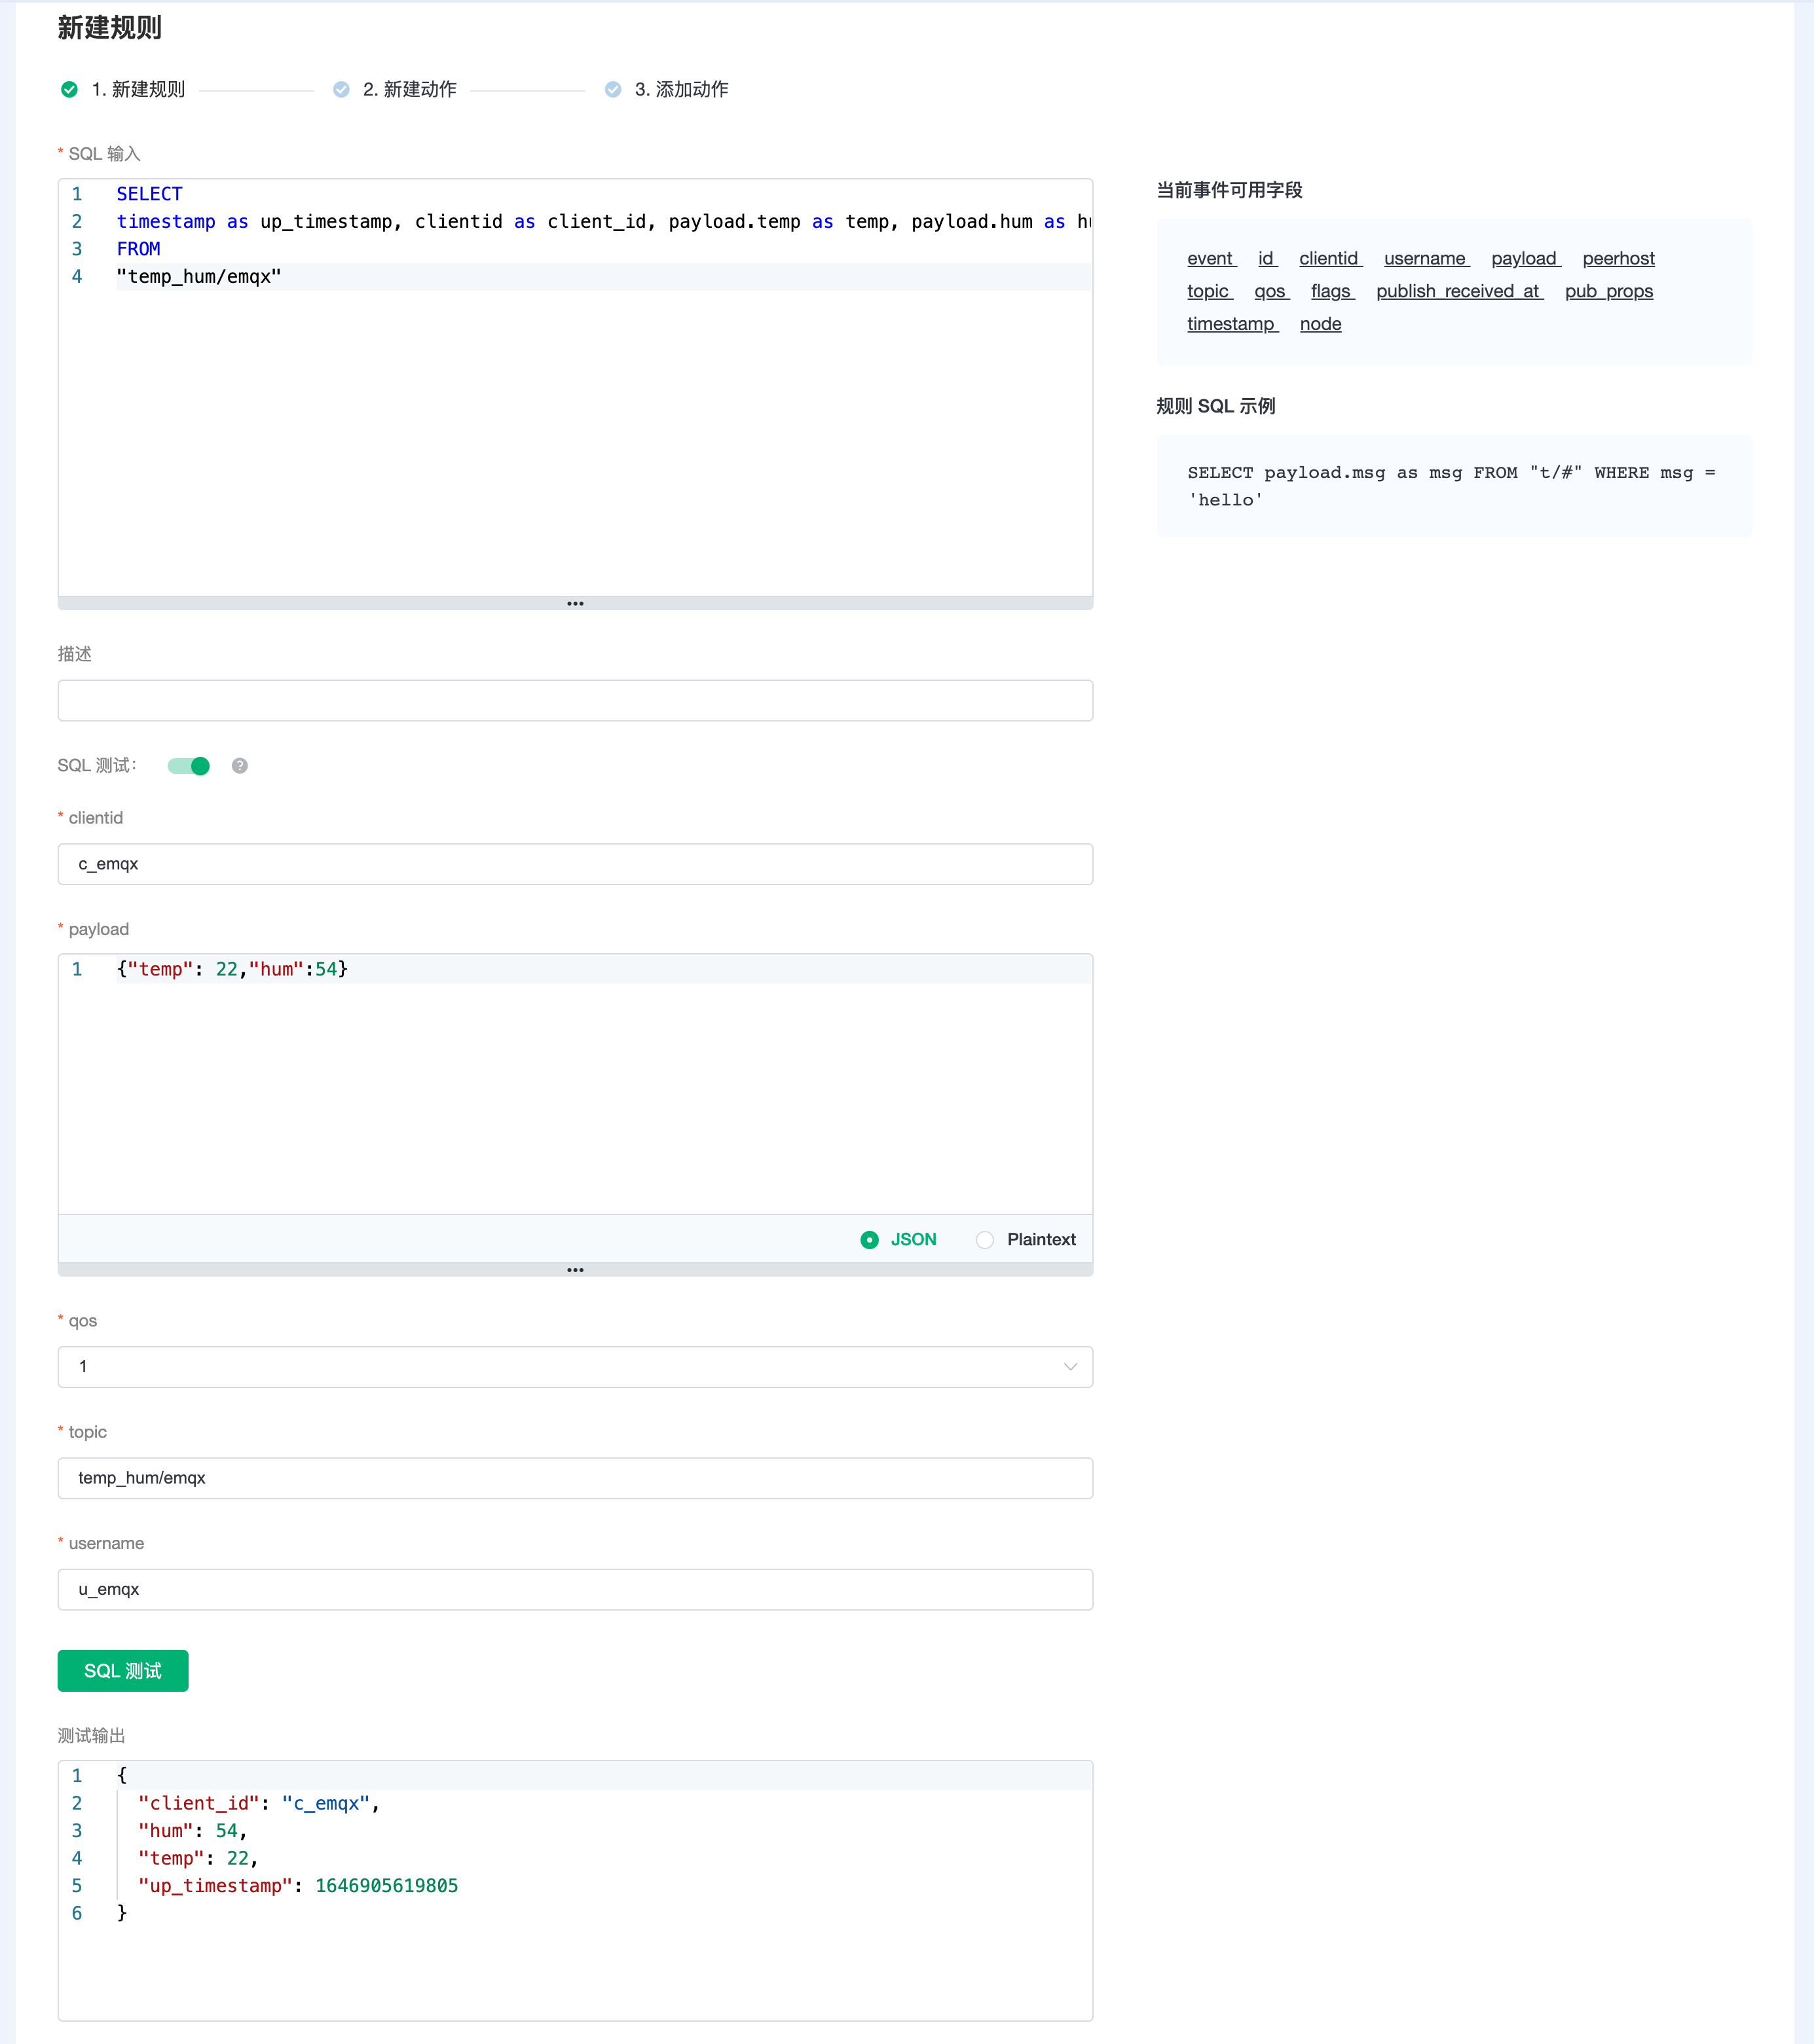 新建规则
1. 新建规则 2. 新建动作 3. 添加动作
* SQL 输入
1 SELECT
2 timestamp as up_timestamp, clientid as client_id, payload.temp as temp, payload.hum as
3 FROM
4 "temp_hum/emqx"
当前事件可用字段
event id clientid username payload peerhost
topic qos flags publish_received_at pub_props
timestamp node
规则 SQL 示例
SELECT payload.msg as msg FROM "t/#" WHERE msg =
'hello'
描述
SQL 测试: ?
* clientid
c_emqx
* payload
1 {"temp": 22,"hum":54}
JSON Plaintext
* qos
1
* topic
temp_hum/emqx
* username
u_emqx
SQL 测试
测试输出
1 {
2 "client_id": "c_emqx",
3 "hum": 54,
4 "temp": 22,
5 "up_timestamp": 1646905619805
6 }